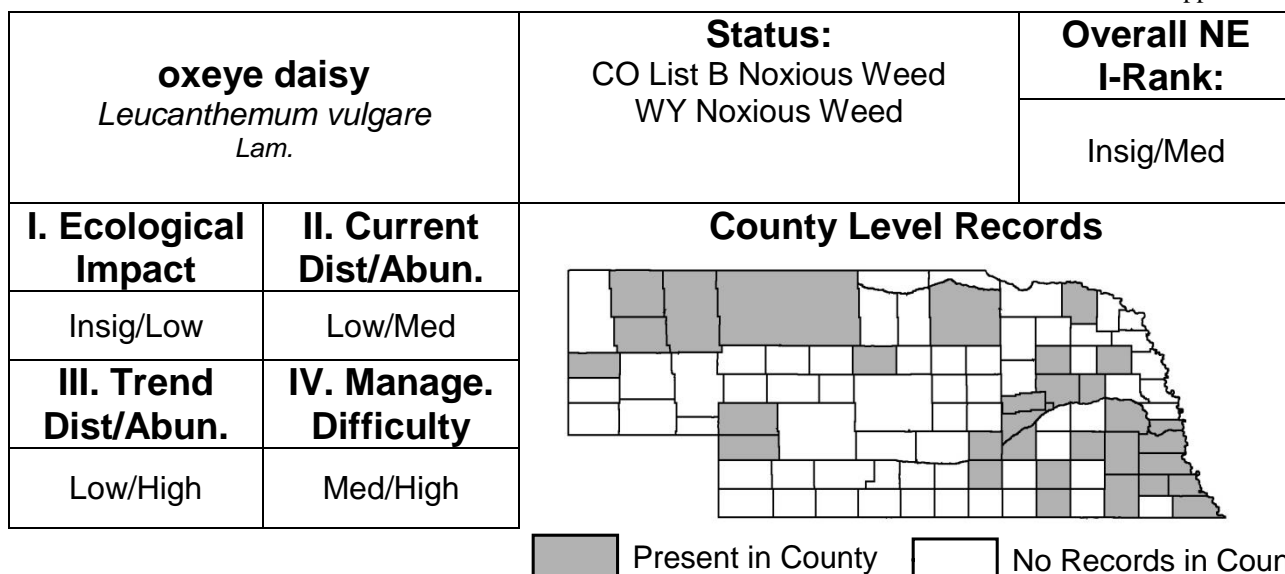 oxeye daisy
Leucanthemum vulgare
Lam.
Status:
CO List B Noxious Weed
WY Noxious Weed
Overall NE
I-Rank:
Insig/Med
I. Ecological
Impact
II. Current
Dist/Abun.
Insig/Low
Low/Med
III. Trend
Dist/Abun.
IV. Manage.
Difficulty
Low/High
Med/High
County Level Records
Present in County
No Records in Coun